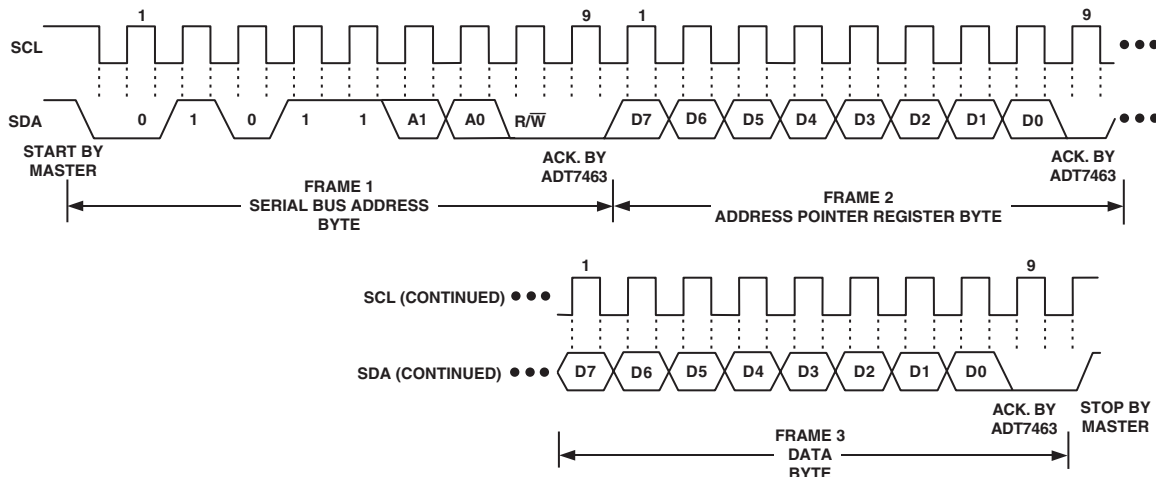 1 9 1 9
SCL
SDA 0 1 0 1 1 A1 A0 R/W̅ D7 D6 D5 D4 D3 D2 D1 D0
START BY
MASTER
ACK. BY
ADT7463
ACK. BY
ADT7463
FRAME 1
SERIAL BUS ADDRESS
BYTE
FRAME 2
ADDRESS POINTER REGISTER BYTE
1 9
SCL (CONTINUED)
SDA (CONTINUED) D7 D6 D5 D4 D3 D2 D1 D0
ACK. BY
ADT7463
STOP BY
MASTER
FRAME 3
DATA
BYTE